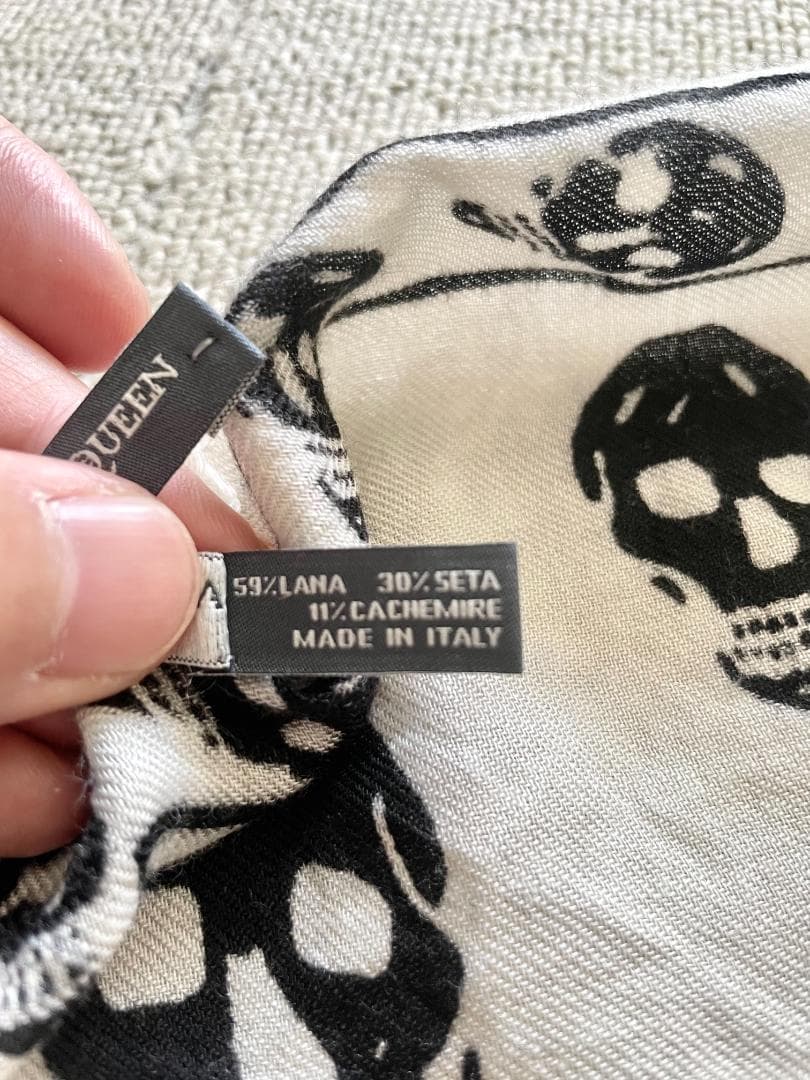 QUEEN
59%LANA 30%SETA
11%CACHEMIRE
MADE IN ITALY